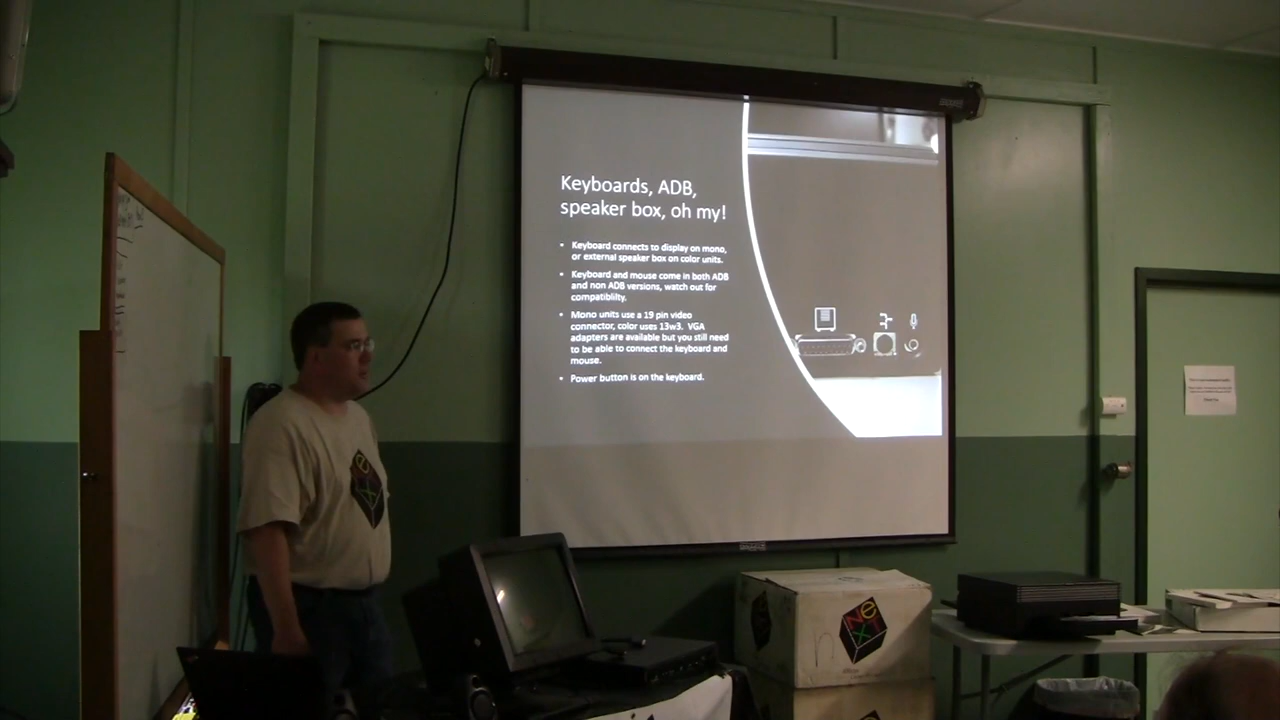 Keyboards, ADB,
speaker box, oh my!
• Keyboard connects to display on mono,
or external speaker box on color units.
• Keyboard and mouse come in both ADB
and non ADB versions, watch out for
compatiblilty.
• Mono units use a 19 pin video
connector, color uses 13w3. VGA
adapters are available but you still need
to be able to connect the keyboard and
mouse.
• Power button is on the keyboard.
NeXT